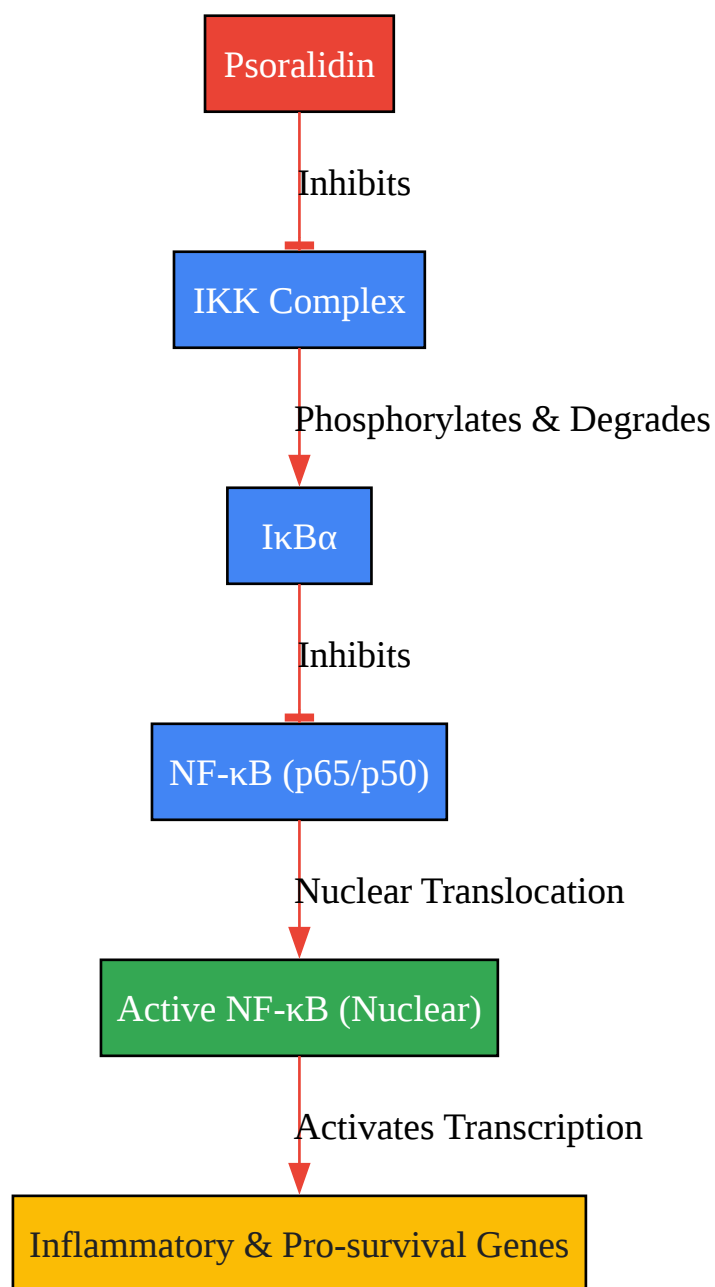 Psoralidin
Inhibits
IKK Complex
Phosphorylates & Degrades
IκBα
Inhibits
NF-κB (p65/p50)
Nuclear Translocation
Active NF-κB (Nuclear)
Activates Transcription
Inflammatory & Pro-survival Genes